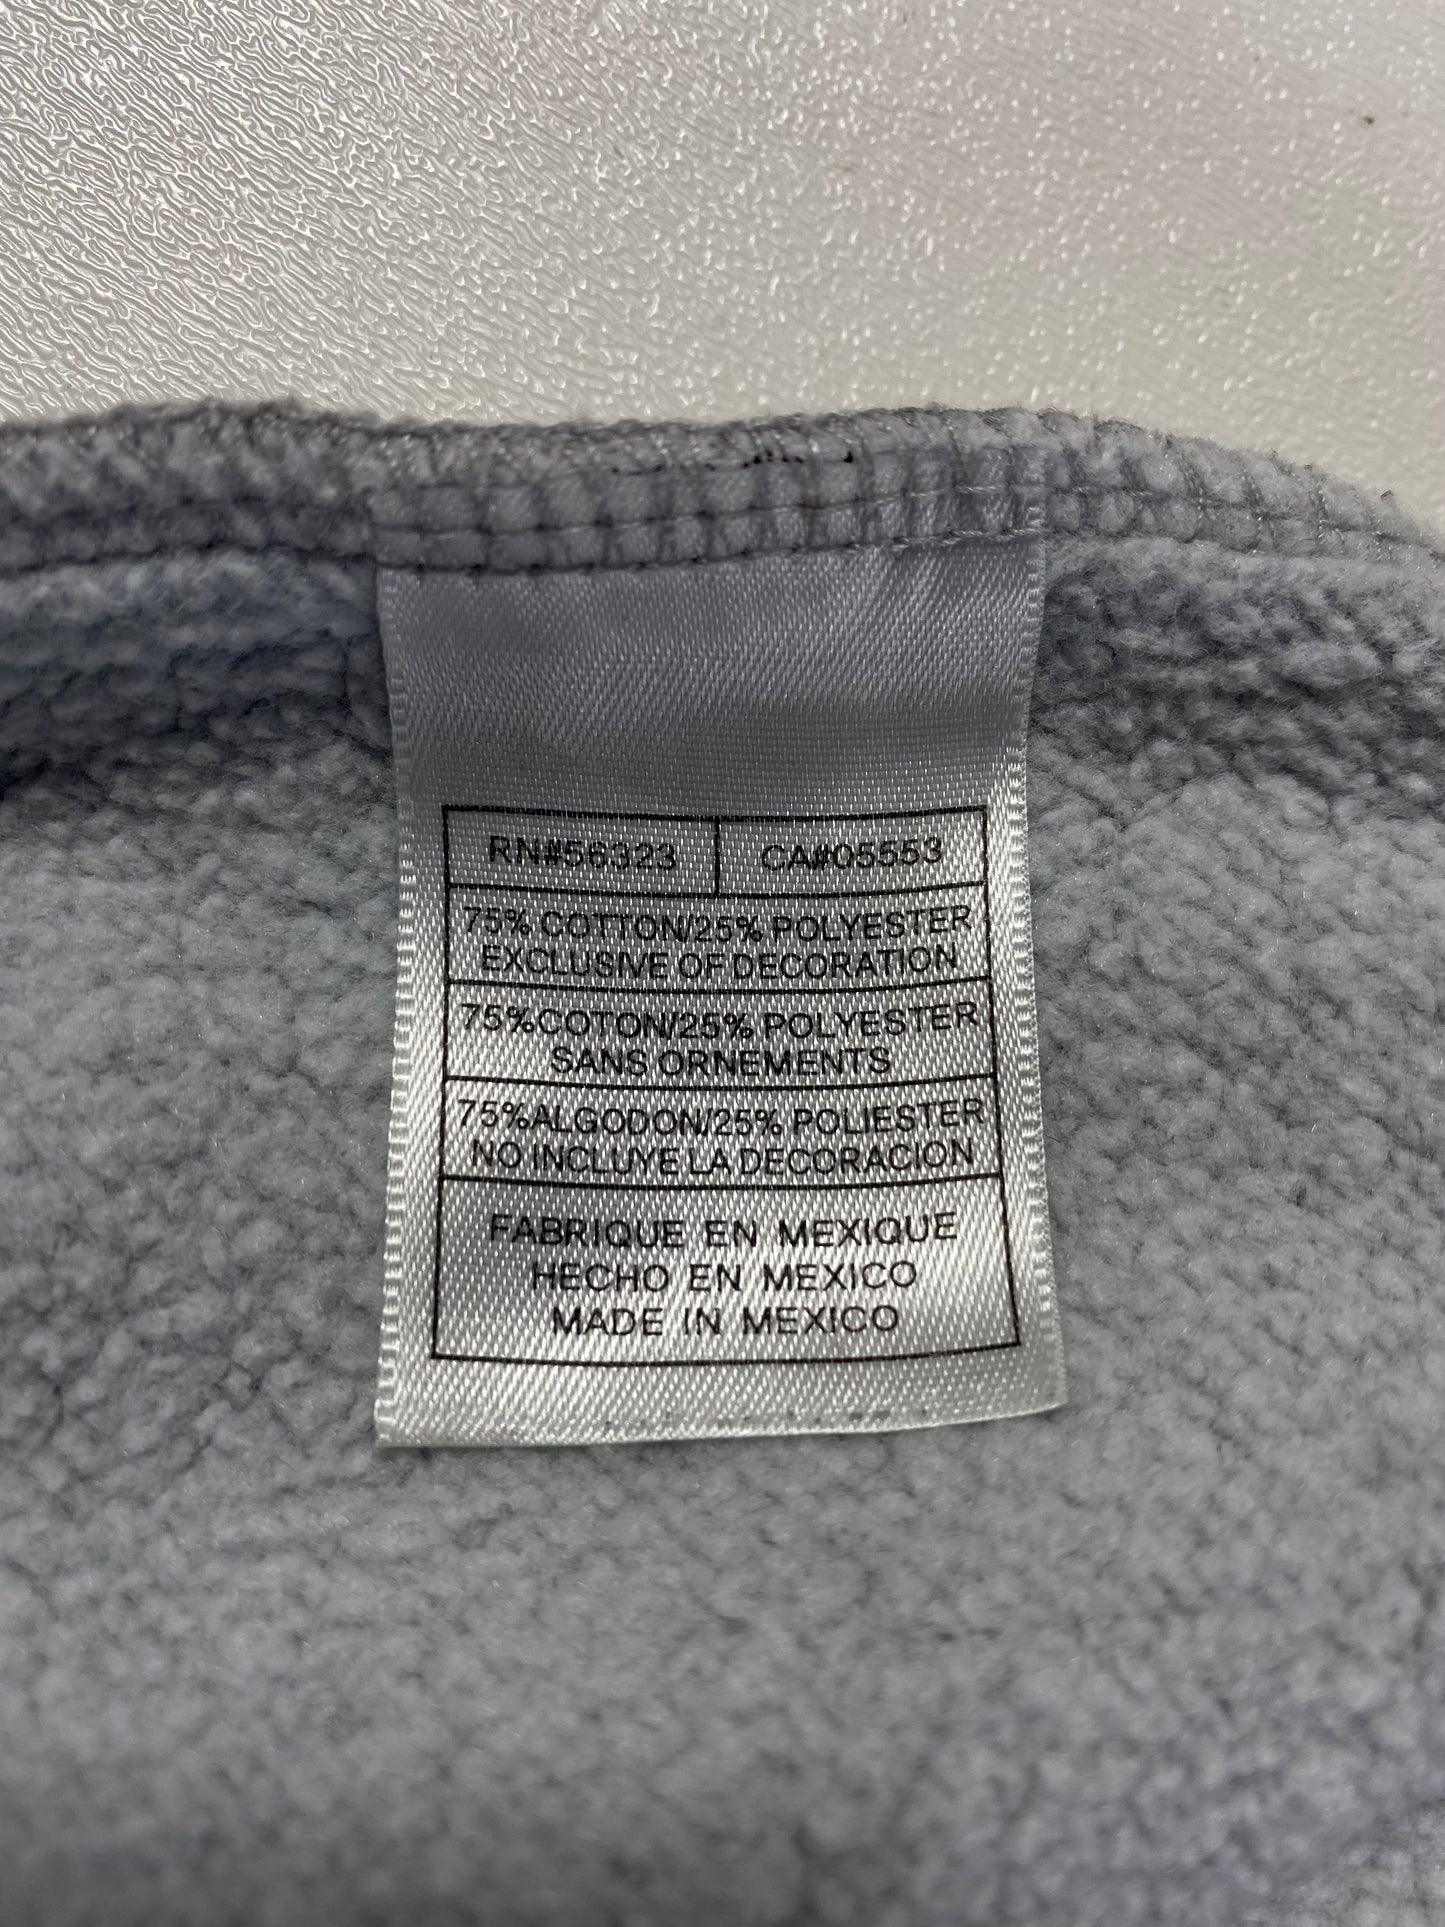 RN#56323 CA#05553
75% COTTON/25% POLYESTER
EXCLUSIVE OF DECORATION
75%COTON/25% POLYESTER
SANS ORNEMENTS
75%ALGODON/25% POLIESTER
NO INCLUYE LA DECORACION
FABRIQUE EN MEXIQUE
HECHO EN MEXICO
MADE IN MEXICO